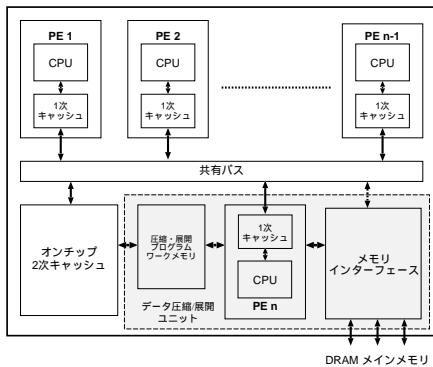 PE 1
CPU
1次
キャッシュ
PE 2
CPU
1次
キャッシュ
PE n-1
CPU
1次
キャッシュ
共有バス
オンチップ
2次キャッシュ
圧縮・展開
プログラム
ワークメモリ
1次
キャッシュ
CPU
PE n
メモリ
インターフェース
データ圧縮/展開
ユニット
DRAM メインメモリ